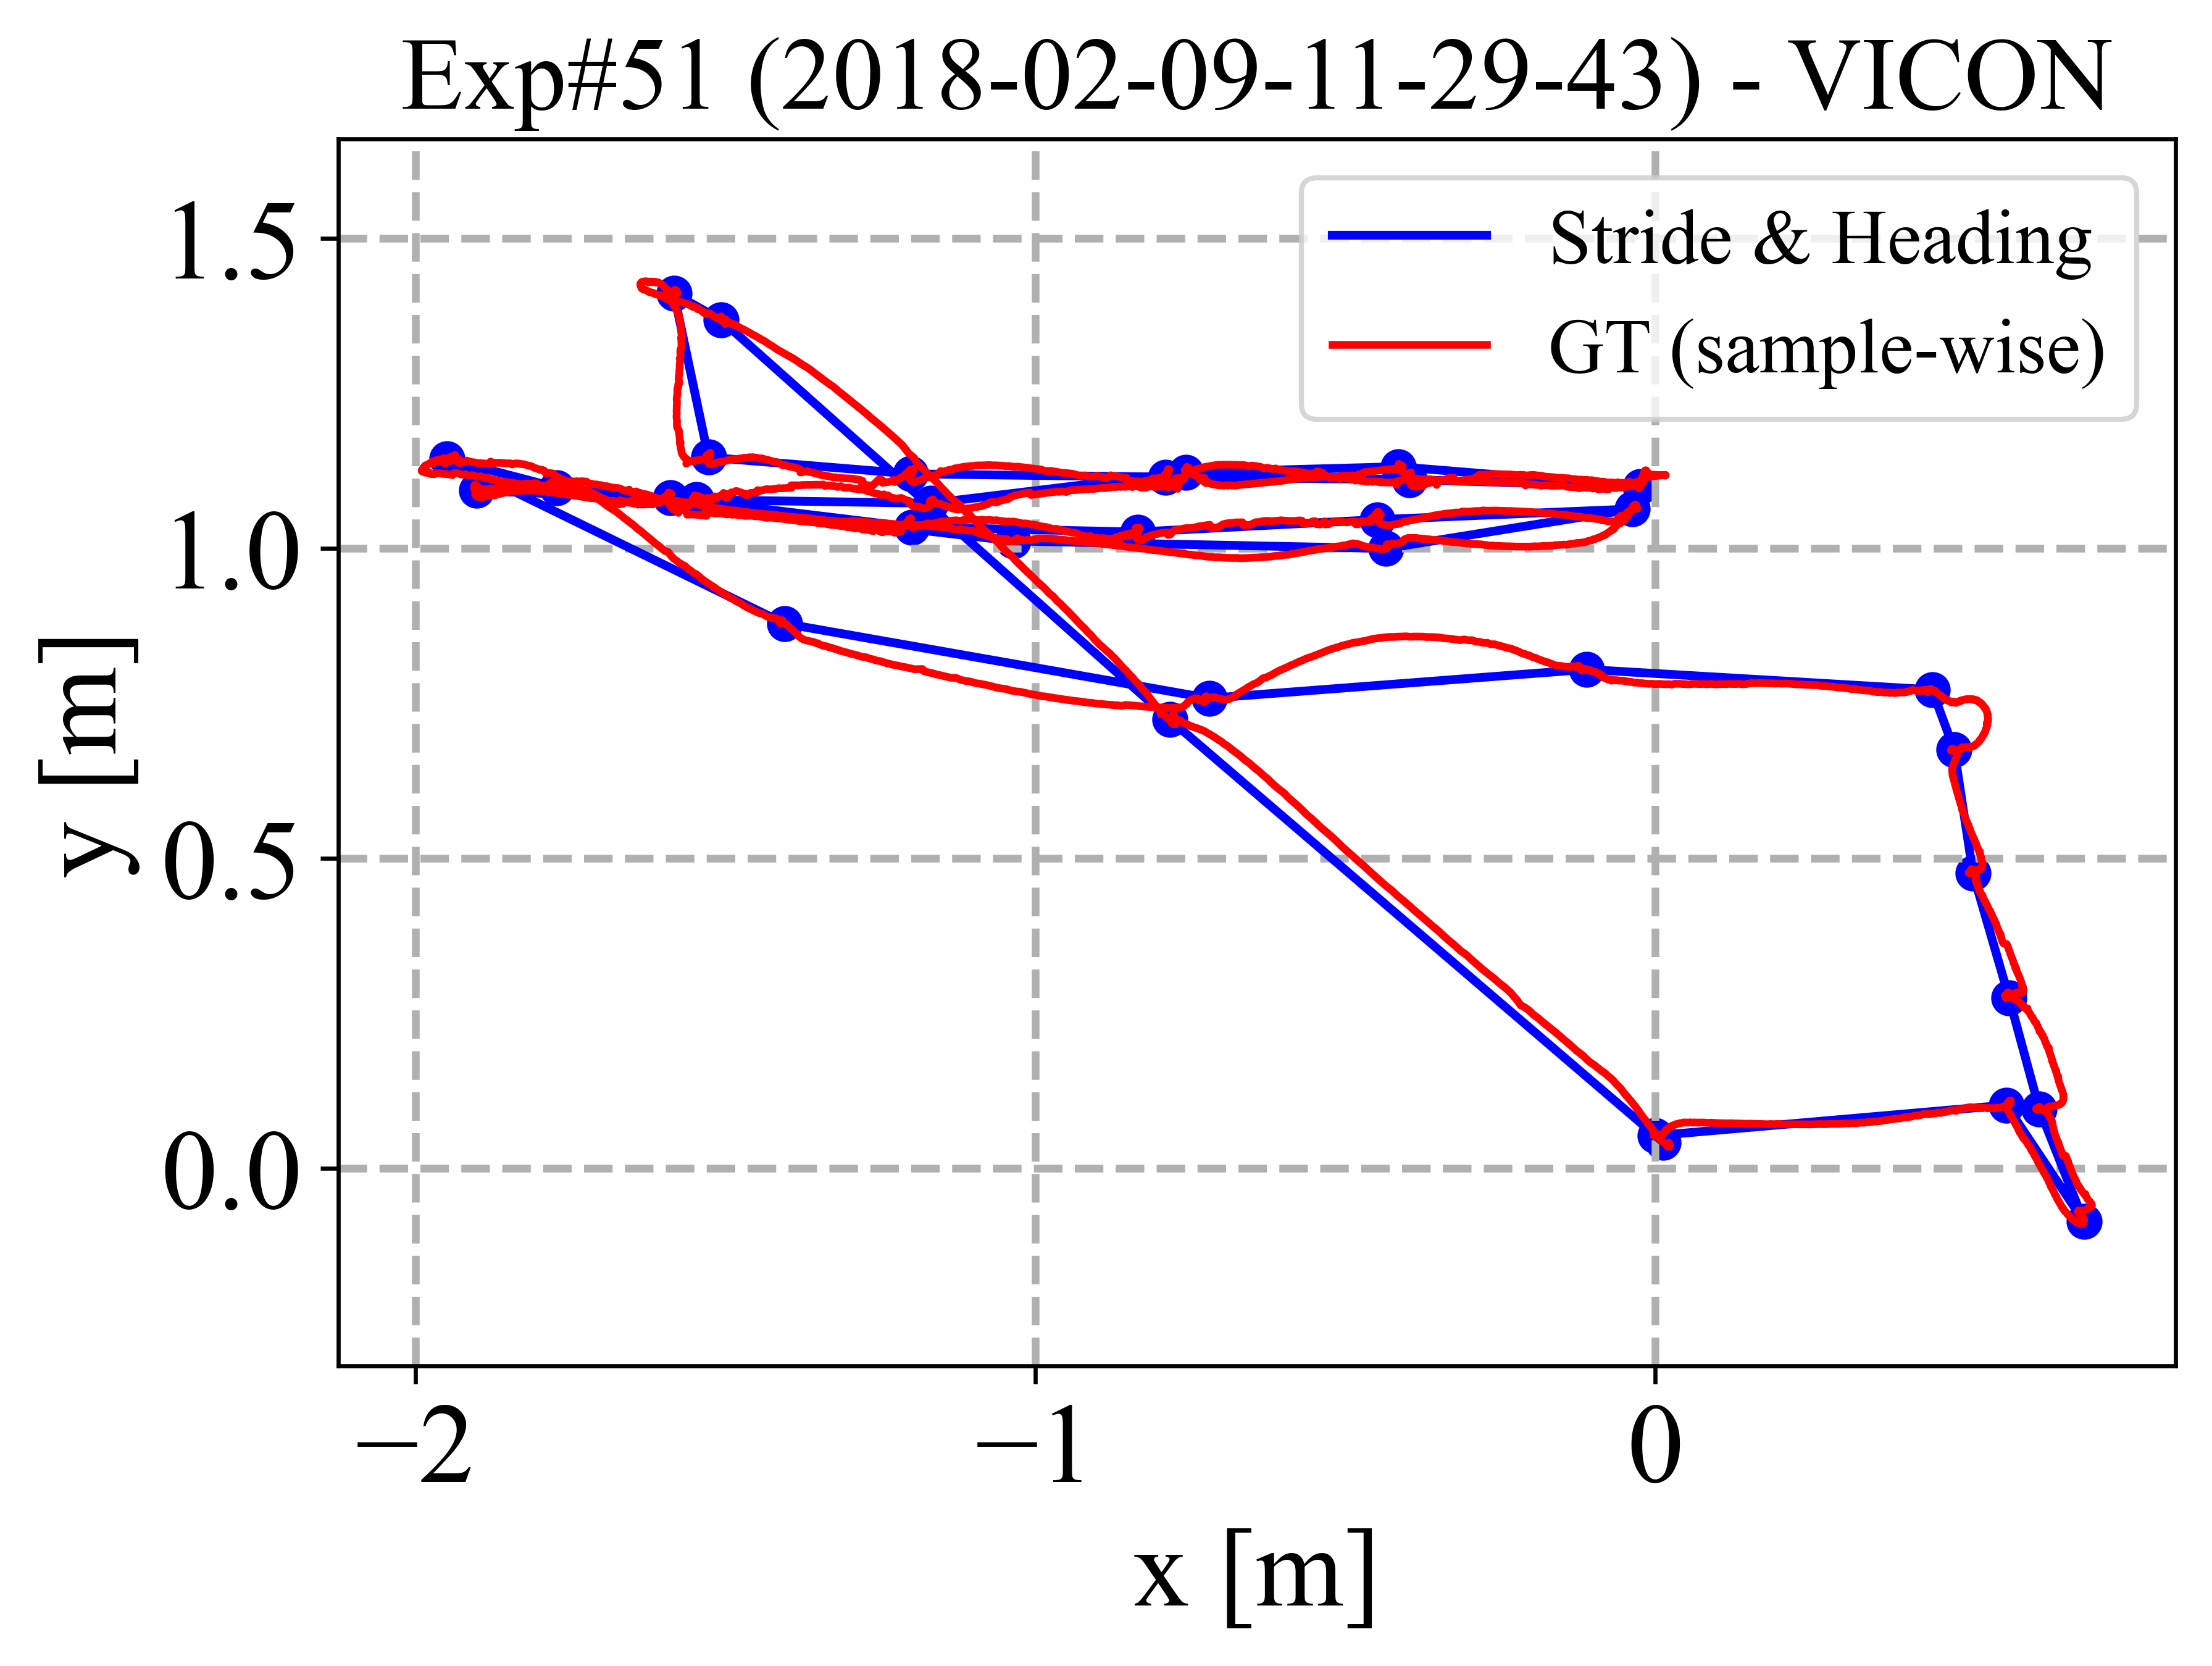 Exp#51 (2018-02-09-11-29-43) - VICON
Stride & Heading
GT (sample-wise)
1.5
1.0
0.5
0.0
y [m]
−2
−1
0
x [m]